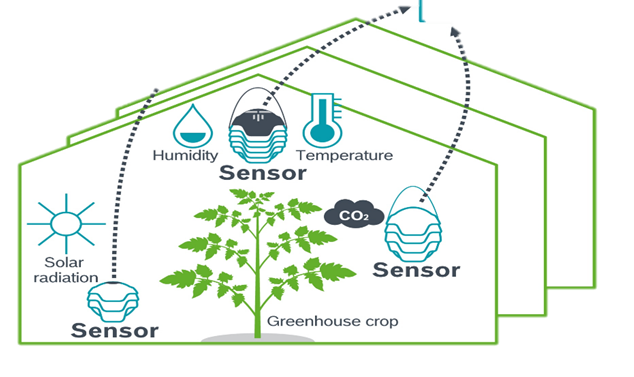 Humidity
Temperature
Sensor
CO₂
Solar
radiation
Sensor
Sensor
Greenhouse crop